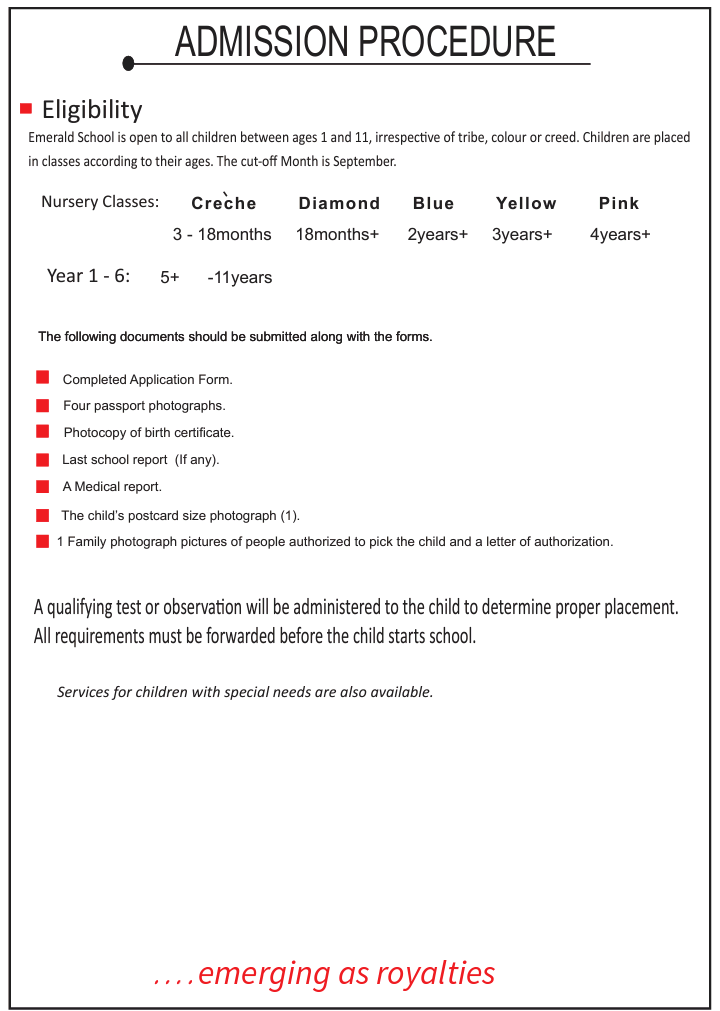 ADMISSION PROCEDURE
Eligibility
Emerald School is open to all children between ages 1 and 11, irrespective of tribe, colour or creed. Children are placed
in classes according to their ages. The cut-off Month is September.
Nursery Classes: Crèche Diamond Blue Yellow Pink
3 - 18months 18months+ 2years+ 3years+ 4years+
Year 1 - 6: 5+ -11years
The following documents should be submitted along with the forms.
Completed Application Form.
Four passport photographs.
Photocopy of birth certificate.
Last school report (If any).
A Medical report.
The child's postcard size photograph (1).
1 Family photograph pictures of people authorized to pick the child and a letter of authorization.
A qualifying test or observation will be administered to the child to determine proper placement.
All requirements must be forwarded before the child starts school.
Services for children with special needs are also available.
....emerging as royalties